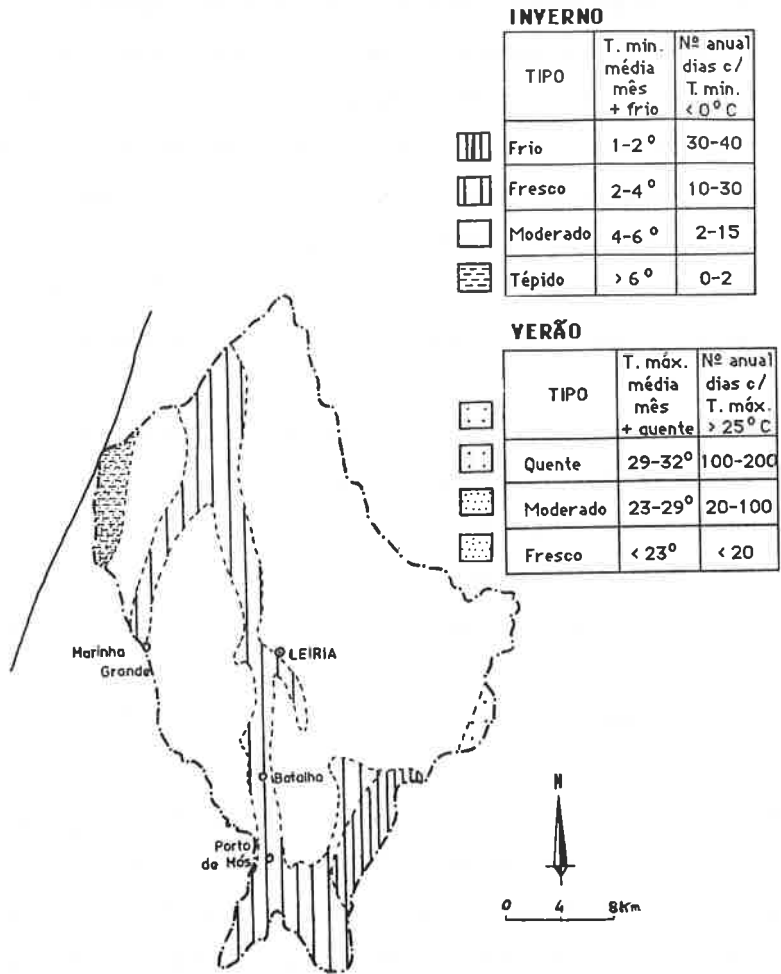 INVERNO
TIPO
T. min. média mês + frio
Nº anual dias c/ T. min. < 0° C
Frio 1-2° 30-40
Fresco 2-4° 10-30
Moderado 4-6° 2-15
Tépido > 6° 0-2
VERÃO
TIPO
T. máx. média mês + quente
Nº anual dias c/ T. máx. > 25° C
Quente 29-32° 100-200
Moderado 23-29° 20-100
Fresco < 23° < 20
Marinha
Grande
LEIRIA
Batalha
Porto
de Mós
N
0 4 8Km